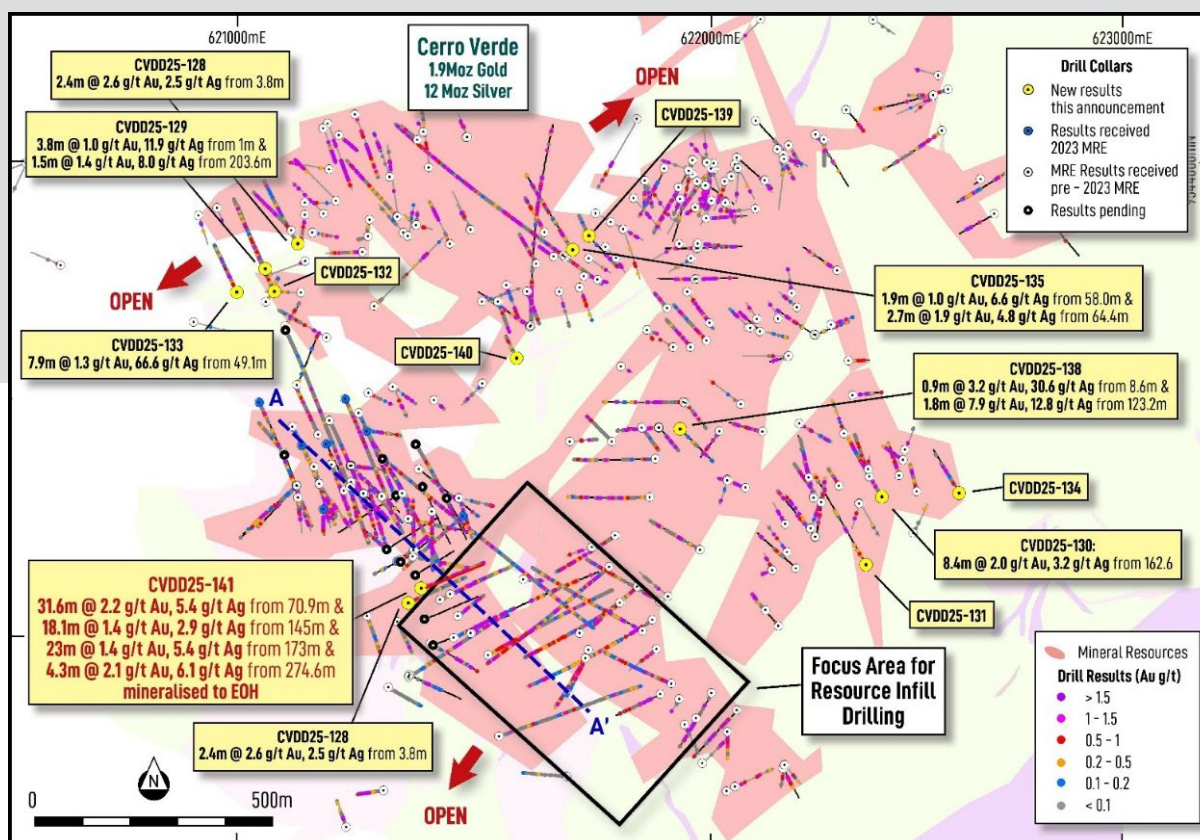 621000mE
622000mE
623000mE
CVDD25-128
2.4m @ 2.6 g/t Au, 2.5 g/t Ag from 3.8m
Cerro Verde
1.9Moz Gold
12 Moz Silver
OPEN
Drill Collars
New results
this announcement
Results received
2023 MRE
MRE Results received
pre - 2023 MRE
Results pending
CVDD25-129
3.8m @ 1.0 g/t Au, 11.9 g/t Ag from 1m &
1.5m @ 1.4 g/t Au, 8.0 g/t Ag from 203.6m
CVDD25-139
7344000mN
OPEN
CVDD25-132
CVDD25-135
1.9m @ 1.0 g/t Au, 6.6 g/t Ag from 58.0m &
2.7m @ 1.9 g/t Au, 4.8 g/t Ag from 64.4m
CVDD25-133
7.9m @ 1.3 g/t Au, 66.6 g/t Ag from 49.1m
CVDD25-140
CVDD25-138
0.9m @ 3.2 g/t Au, 30.6 g/t Ag from 8.6m &
1.8m @ 7.9 g/t Au, 12.8 g/t Ag from 123.2m
A
CVDD25-134
CVDD25-130:
8.4m @ 2.0 g/t Au, 3.2 g/t Ag from 162.6
CVDD25-141
31.6m @ 2.2 g/t Au, 5.4 g/t Ag from 70.9m &
18.1m @ 1.4 g/t Au, 2.9 g/t Ag from 145m &
23m @ 1.4 g/t Au, 5.4 g/t Ag from 173m &
4.3m @ 2.1 g/t Au, 6.1 g/t Ag from 274.6m
mineralised to EOH
CVDD25-131
Focus Area for
Resource Infill
Drilling
A'
CVDD25-128
2.4m @ 2.6 g/t Au, 2.5 g/t Ag from 3.8m
OPEN
Mineral Resources
Drill Results (Au g/t)
> 1.5
1 - 1.5
0.5 - 1
0.2 - 0.5
0.1 - 0.2
< 0.1
N
0
500m